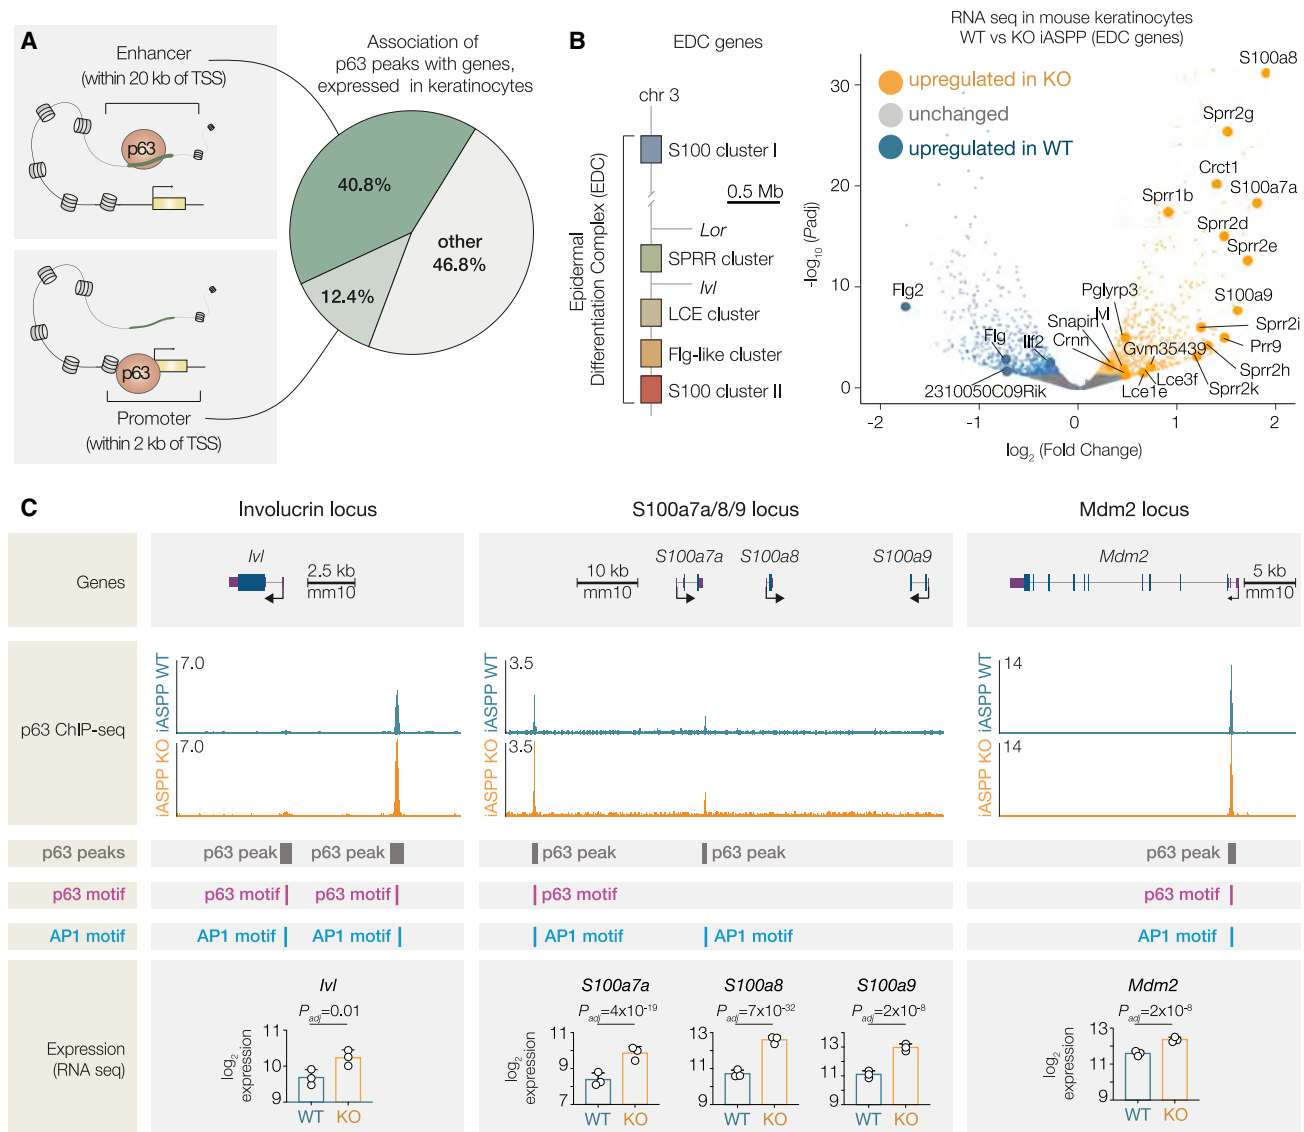 A
Enhancer
(within 20 kb of TSS)
p63
p63
Promoter
(within 2 kb of TSS)
Association of
p63 peaks with genes,
expressed in keratinocytes
40.8%
12.4%
other
46.8%
B
EDC genes
chr 3
Epidermal
Differentiation Complex (EDC)
S100 cluster I
0.5 Mb
Lor
SPRR cluster
Ivl
LCE cluster
Flg-like cluster
S100 cluster II
RNA seq in mouse keratinocytes
WT vs KO iASPP (EDC genes)
upregulated in KO
unchanged
upregulated in WT
-log10 (Padj)
30
20
10
0
-2
-1
0
1
2
log2 (Fold Change)
S100a8
Sprr2g
Crct1
S100a7a
Sprr1b
Sprr2d
Sprr2e
Flg2
Pglyrp3
S100a9
Ivl
Snapin
Sprr2i
Flg
Ilf2
Crnn
Gvm35439
Prr9
Sprr2h
2310050C09Rik
Lce1e
Lce3f
Sprr2k
C
Involucrin locus
S100a7a/8/9 locus
Mdm2 locus
Genes
Ivl
2.5 kb
mm10
10 kb
mm10
S100a7a
S100a8
S100a9
Mdm2
5 kb
mm10
p63 ChIP-seq
iASPP WT
7.0
iASPP KO
7.0
iASPP WT
3.5
iASPP KO
3.5
iASPP WT
14
iASPP KO
14
p63 peaks
p63 peak
p63 peak
p63 peak
p63 peak
p63 peak
p63 motif
p63 motif
p63 motif
p63 motif
p63 motif
AP1 motif
AP1 motif
AP1 motif
AP1 motif
AP1 motif
AP1 motif
Expression
(RNA seq)
Ivl
Padj=0.01
log2
expression
11
10
9
WT
KO
S100a7a
Padj=4x10-19
log2
expression
11
9
7
WT
KO
S100a8
Padj=7x10-32
13
11
9
WT
KO
S100a9
Padj=2x10-8
13
11
9
WT
KO
Mdm2
Padj=2x10-8
log2
expression
13
11
9
WT
KO